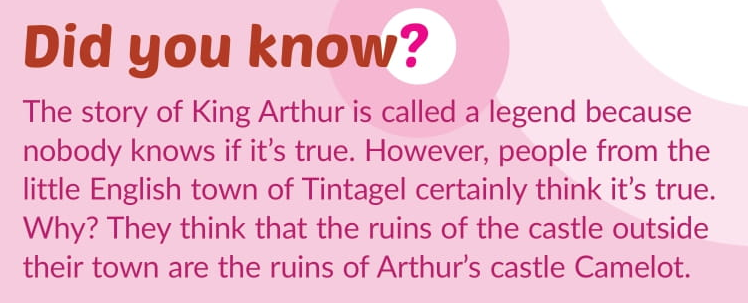 Did you know?
The story of King Arthur is called a legend because
nobody knows if it’s true. However, people from the
little English town of Tintagel certainly think it’s true.
Why? They think that the ruins of the castle outside
their town are the ruins of Arthur’s castle Camelot.